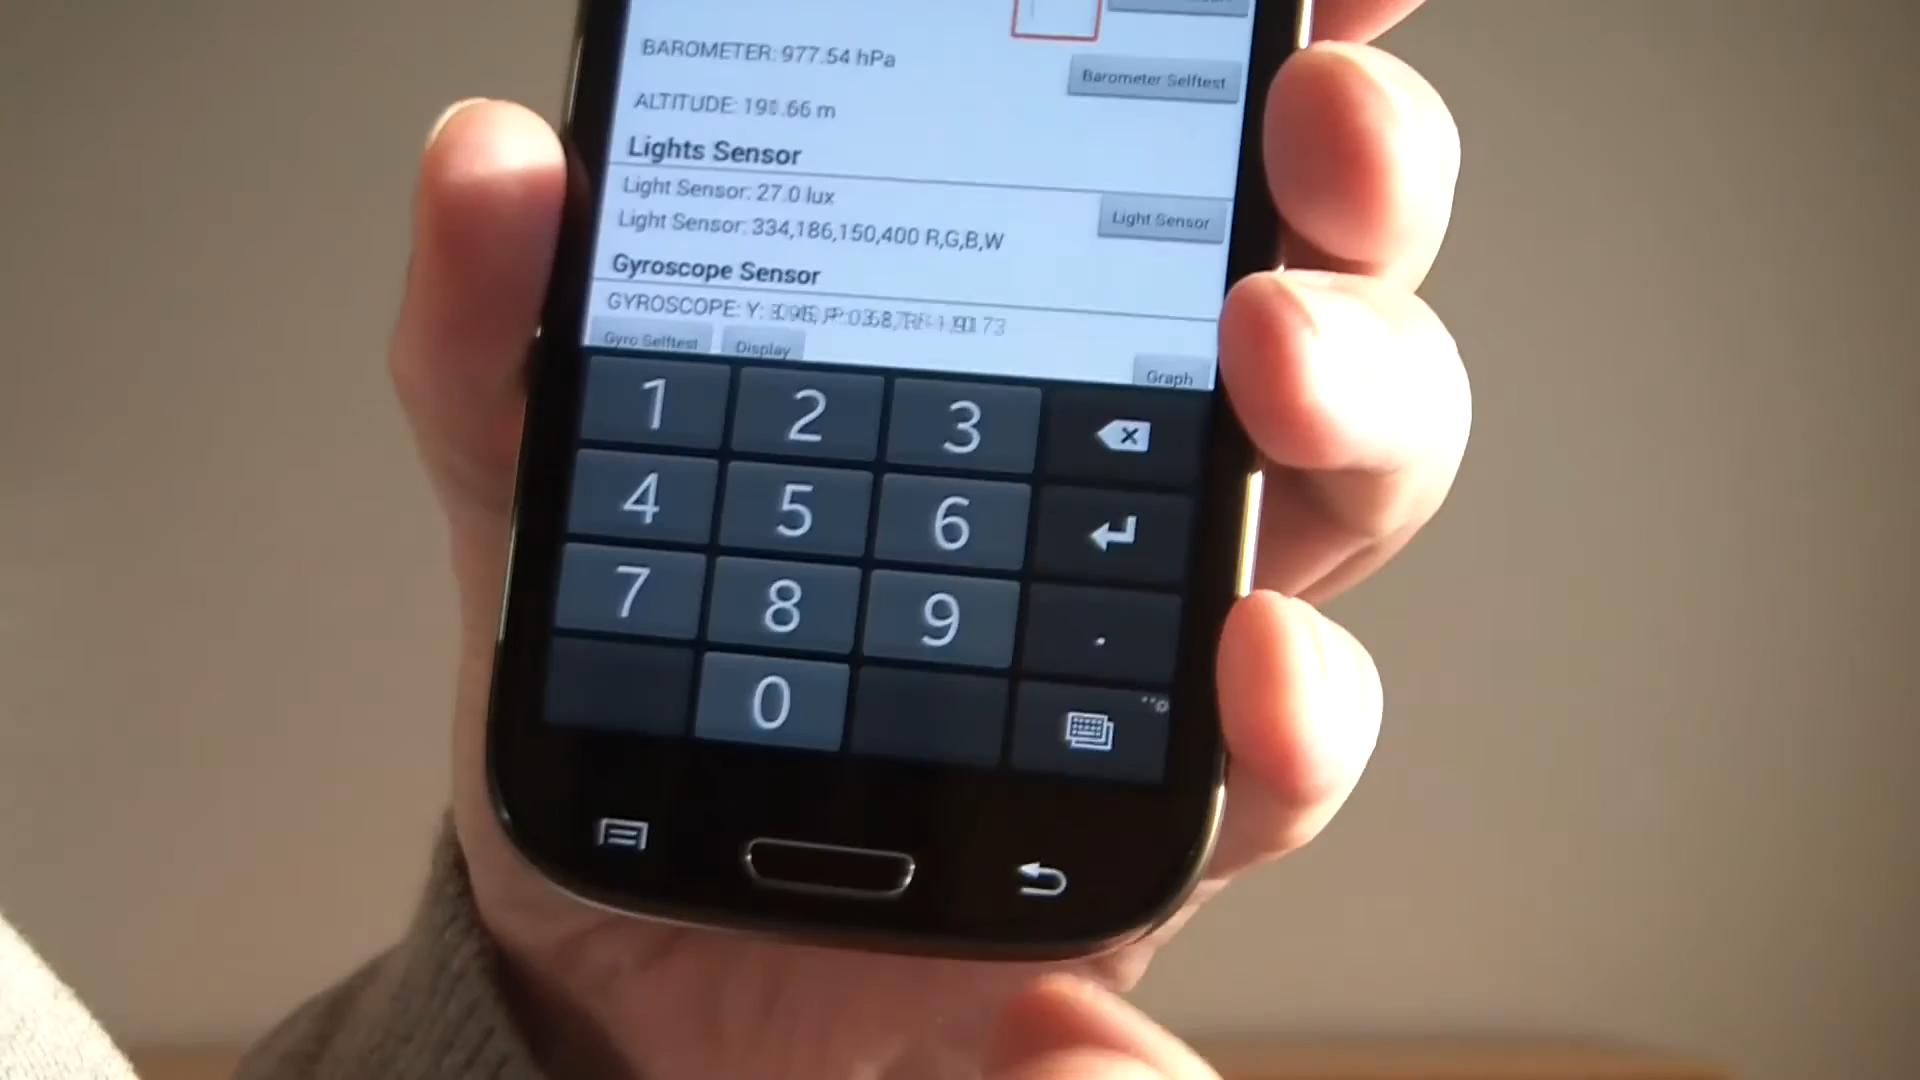 BAROMETER: 977.54 hPa
Barometer Selftest
ALTITUDE: m
Lights Sensor
Light Sensor: 27.0 lux
Light Sensor: 334,186,150,400 R,G,B,W
Light Sensor
Gyroscope Sensor
GYROSCOPE: Y:
Gyro Selftest
Display
Graph
1 2 3
4 5 6
7 8 9 .
0